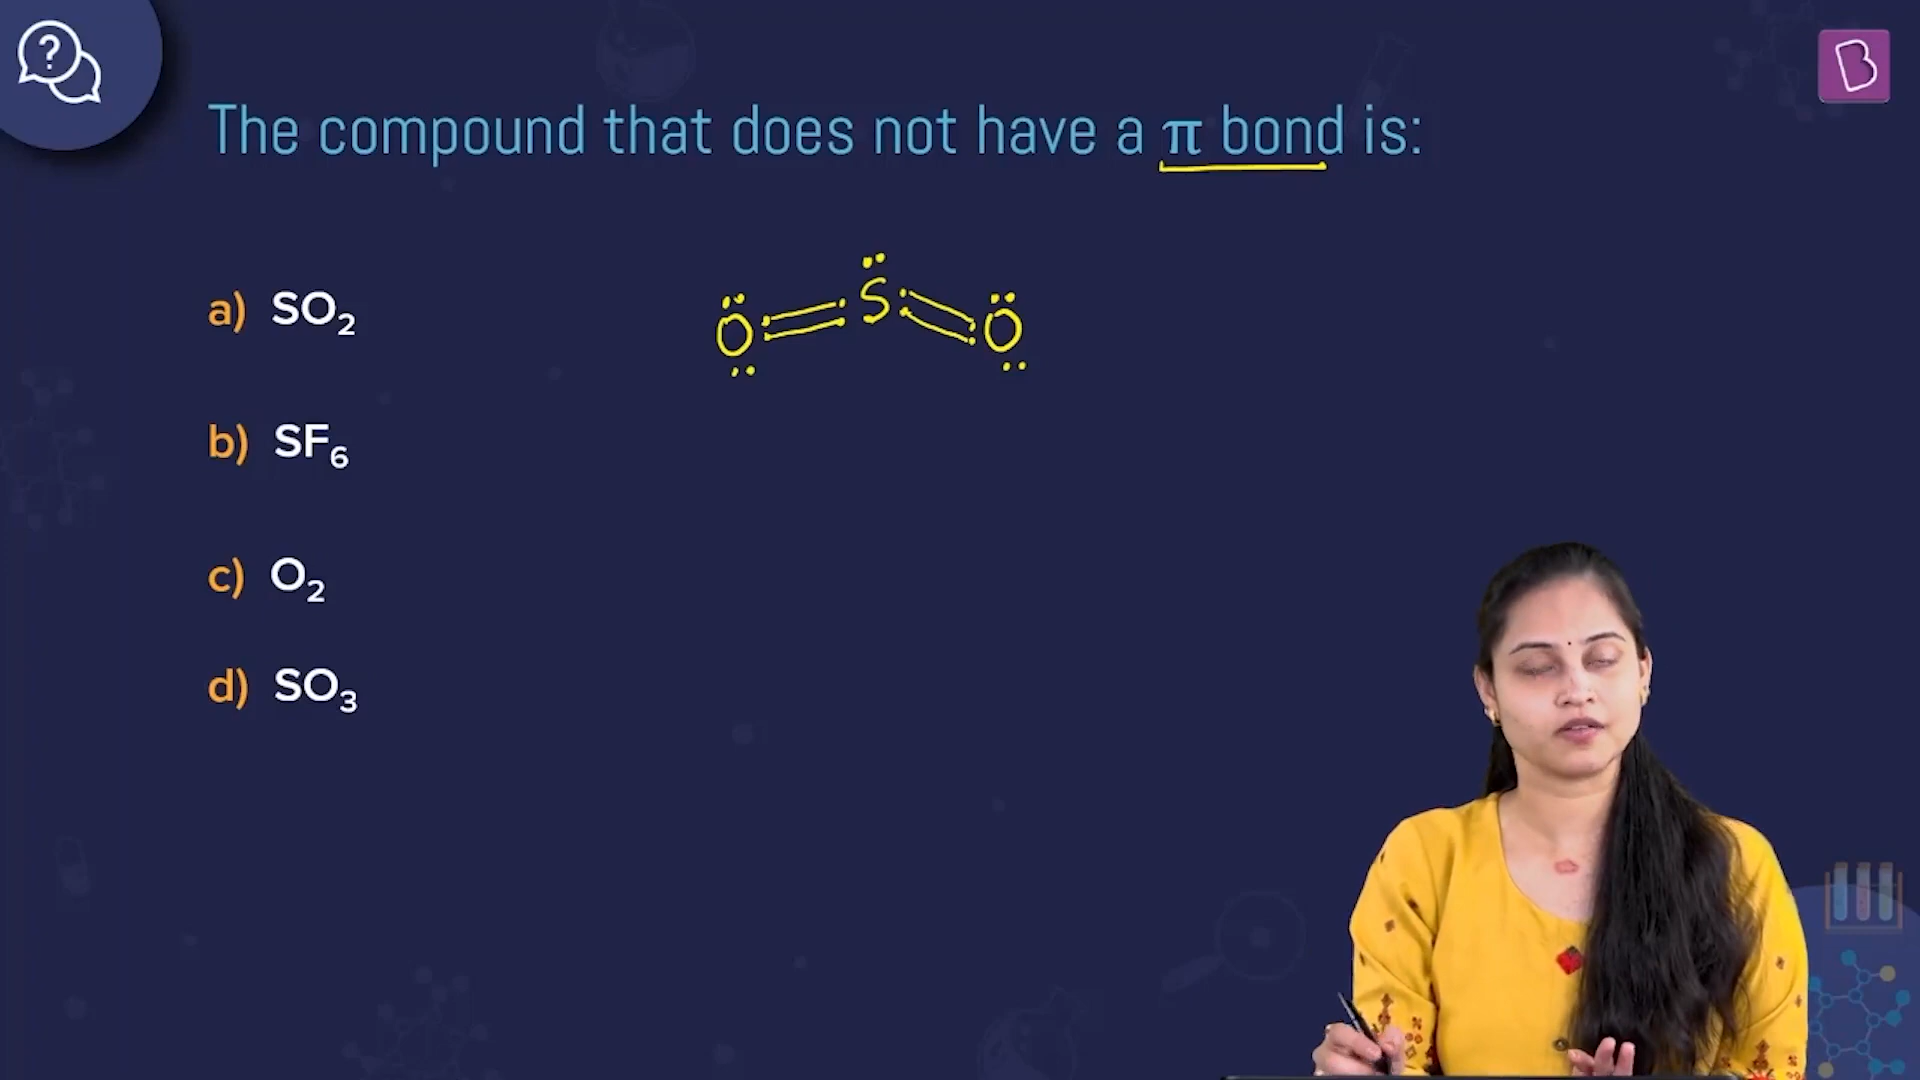 ?
B
The compound that does not have a π bond is:
a) SO₂
Ö = S̈ = Ö
b) SF₆
c) O₂
d) SO₃